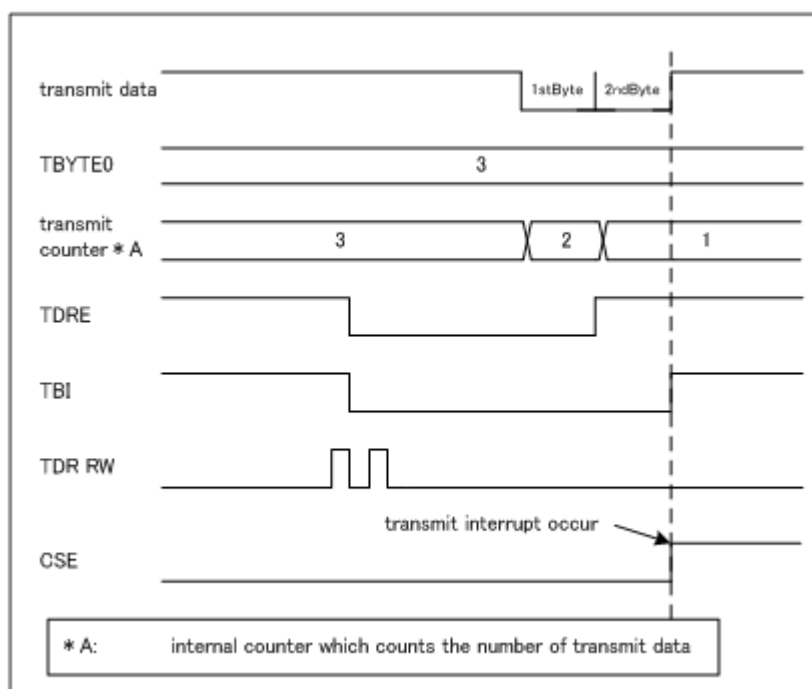 transmit data
1stByte 2ndByte
TBYTE0
3
transmit
counter * A
3 2 1
TDRE
TBI
TDR RW
transmit interrupt occur
CSE
* A: internal counter which counts the number of transmit data